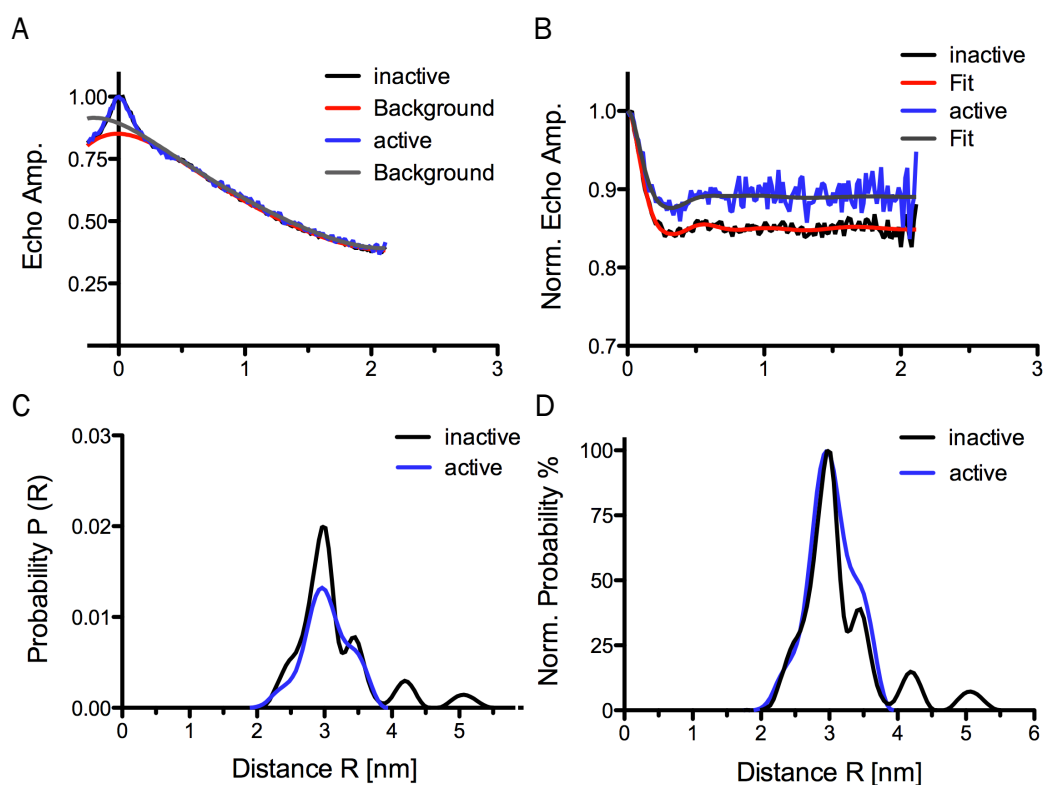 A
inactive
Background
active
Background
Echo Amp.
1.00
0.75
0.50
0.25
0
1
2
3
B
inactive
Fit
active
Fit
Norm. Echo Amp.
1.0
0.9
0.8
0.7
0
1
2
3
C
inactive
active
Probability P (R)
0.03
0.02
0.01
0.00
0
1
2
3
4
5
Distance R [nm]
D
inactive
active
Norm. Probability %
100
75
50
25
0
0
1
2
3
4
5
6
Distance R [nm]